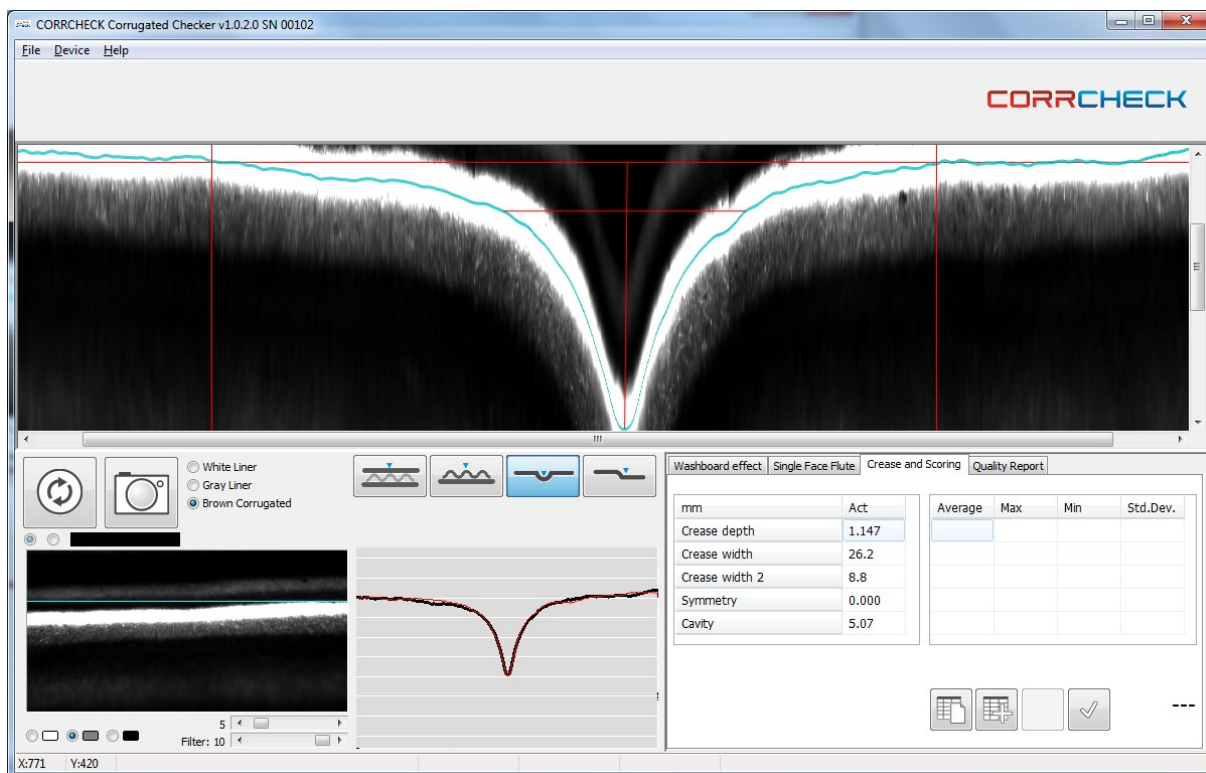 CORRCHECK Corrugated Checker v1.0.2.0 SN 00102
File Device Help
CORRCHECK
White Liner
Gray Liner
Brown Corrugated
5
Filter: 10
Washboard effect Single Face Flute Crease and Scoring Quality Report
mm Act
Crease depth 1.147
Crease width 26.2
Crease width 2 8.8
Symmetry 0.000
Cavity 5.07
Average Max Min Std.Dev.
---
X:771 Y:420